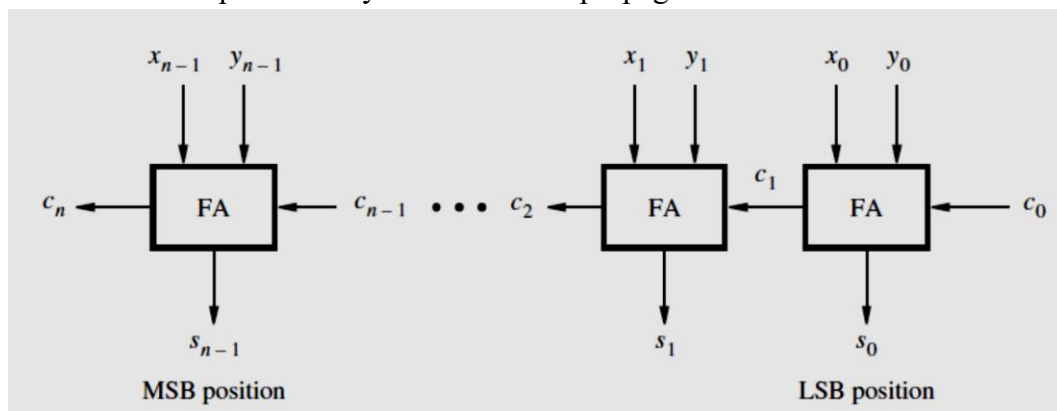 x_{n-1} y_{n-1} x_1 y_1 x_0 y_0
c_n FA c_{n-1} ••• c_2 FA c_1 FA c_0
s_{n-1} s_1 s_0
MSB position LSB position